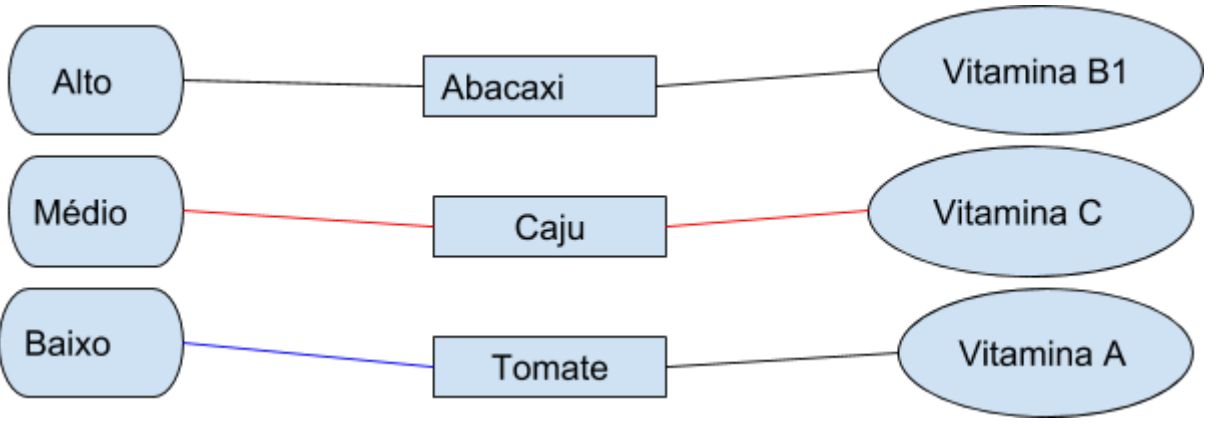 Alto
Abacaxi
Vitamina B1
Médio
Caju
Vitamina C
Baixo
Tomate
Vitamina A